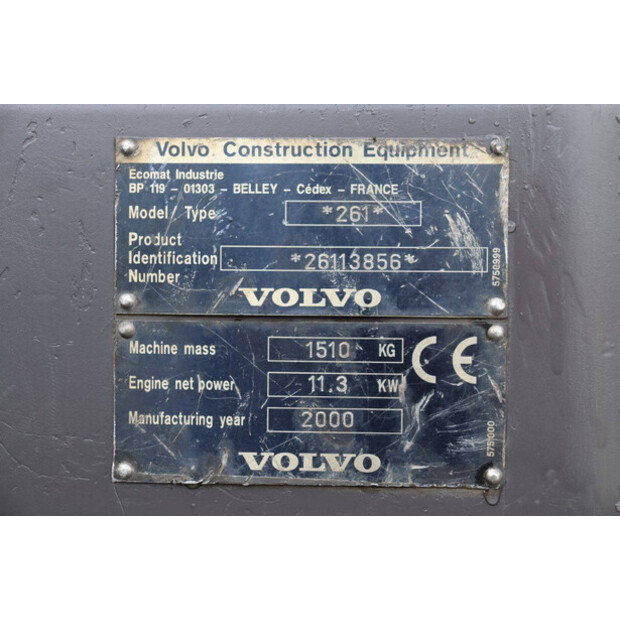 Volvo Construction Equipment
Ecomat Industrie
BP 119 - 01303 - BELLEY - Cédex - FRANCE
Model/Type *261*
Product
Identification *26113856*
Number
5750999
VOLVO
Machine mass 1510 KG
CE
Engine net power 11.3 KW
Manufacturing year 2000
5751000
VOLVO